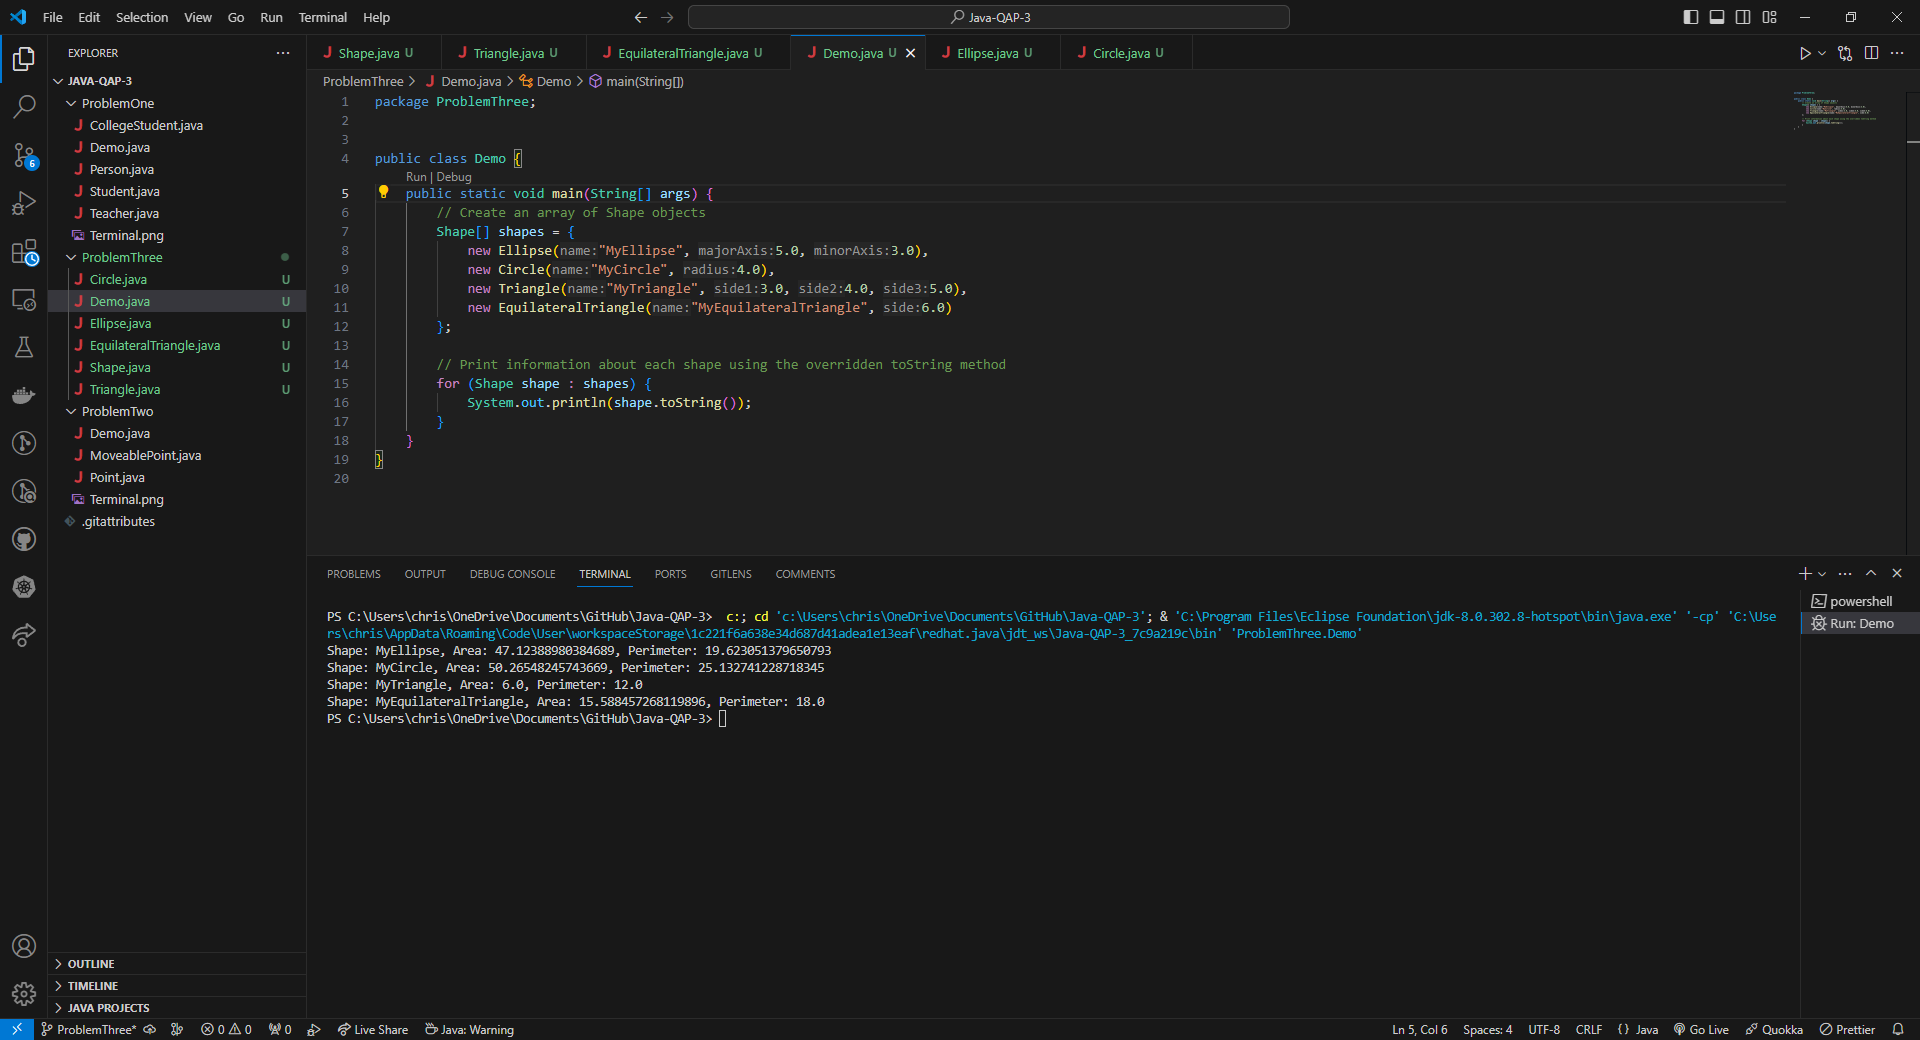 File Edit Selection View Go Run Terminal Help
Java-QAP-3
EXPLORER
JAVA-QAP-3
ProblemOne
CollegeStudent.java
Demo.java
Person.java
Student.java
Teacher.java
Terminal.png
ProblemThree
Circle.java U
Demo.java U
Ellipse.java U
EquilateralTriangle.java U
Shape.java U
Triangle.java U
ProblemTwo
Demo.java
MoveablePoint.java
Point.java
Terminal.png
.gitattributes
OUTLINE
TIMELINE
JAVA PROJECTS
6
Shape.java U Triangle.java U EquilateralTriangle.java U Demo.java U Ellipse.java U Circle.java U
ProblemThree > Demo.java > Demo > main(String[])
1 package ProblemThree;
2
3
4 public class Demo {
Run | Debug
5 public static void main(String[] args) {
6 // Create an array of Shape objects
7 Shape[] shapes = {
8 new Ellipse(name:"MyEllipse", majorAxis:5.0, minorAxis:3.0),
9 new Circle(name:"MyCircle", radius:4.0),
10 new Triangle(name:"MyTriangle", side1:3.0, side2:4.0, side3:5.0),
11 new EquilateralTriangle(name:"MyEquilateralTriangle", side:6.0)
12 };
13
14 // Print information about each shape using the overridden toString method
15 for (Shape shape : shapes) {
16 System.out.println(shape.toString());
17 }
18 }
19 }
20
PROBLEMS OUTPUT DEBUG CONSOLE TERMINAL PORTS GITLENS COMMENTS
PS C:\Users\chris\OneDrive\Documents\GitHub\Java-QAP-3> c:; cd 'c:\Users\chris\OneDrive\Documents\GitHub\Java-QAP-3'; & 'C:\Program Files\Eclipse Foundation\jdk-8.0.302.8-hotspot\bin\java.exe' '-cp' 'C:\Use
rs\chris\AppData\Roaming\Code\User\workspaceStorage\1c221f6a638e34d687d41adea1e13eaf\redhat.java\jdt_ws\Java-QAP-3_7c9a219c\bin' 'ProblemThree.Demo'
Shape: MyEllipse, Area: 47.12388980384689, Perimeter: 19.623051379650793
Shape: MyCircle, Area: 50.26548245743669, Perimeter: 25.132741228718345
Shape: MyTriangle, Area: 6.0, Perimeter: 12.0
Shape: MyEquilateralTriangle, Area: 15.588457268119896, Perimeter: 18.0
PS C:\Users\chris\OneDrive\Documents\GitHub\Java-QAP-3>
powershell
Run: Demo
ProblemThree* 0 0 0 Live Share Java: Warning Ln 5, Col 6 Spaces: 4 UTF-8 CRLF {} Java Go Live Quokka Prettier